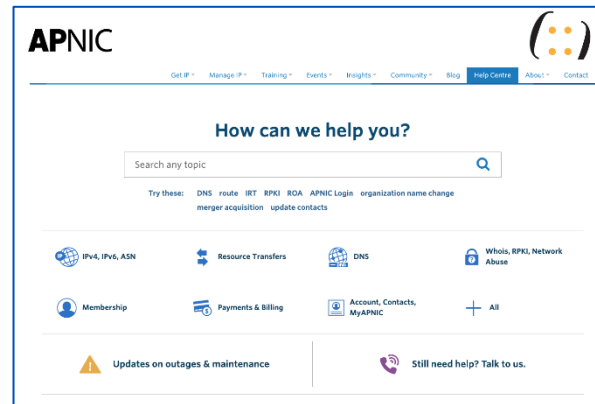 APNIC
(::)
Get IP Manage IP Training Events Insights Community Blog Help Centre About Contact
How can we help you?
Search any topic
Try these: DNS route IRT RPKI ROA APNIC Login organization name change
merger acquisition update contacts
IPv4, IPv6, ASN
Resource Transfers
DNS
Whois, RPKI, Network
Abuse
Membership
Payments & Billing
Account, Contacts,
MyAPNIC
All
Updates on outages & maintenance
Still need help? Talk to us.